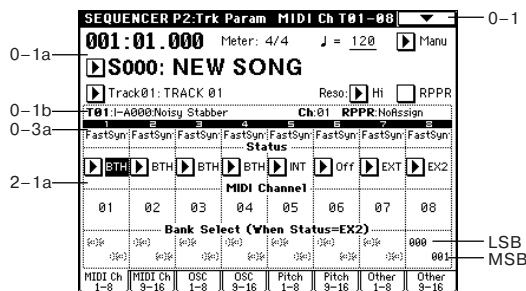 SEQUENCER P2:Trk Param MIDI Ch T01-08
0-1
001:01.000 Meter: 4/4 ♩= 120 Manu
0-1a
S000: NEW SONG
Track01: TRACK 01 Reso: Hi RPPR
0-1b
T01:I-A000:Noisy Stabber Ch:01 RPPR:NoAssign
0-3a
1 2 3 4 5 6 7 8
FastSyn FastSyn FastSyn FastSyn FastSyn FastSyn FastSyn FastSyn
Status
BTH BTH BTH BTH INT Off EXT EX2
2-1a
MIDI Channel
01 02 03 04 05 06 07 08
Bank Select (When Status=EX2)
000 LSB
001 MSB
MIDI Ch 1-8 MIDI Ch 9-16 OSC 1-8 OSC 9-16 Pitch 1-8 Pitch 9-16 Other 1-8 Other 9-16